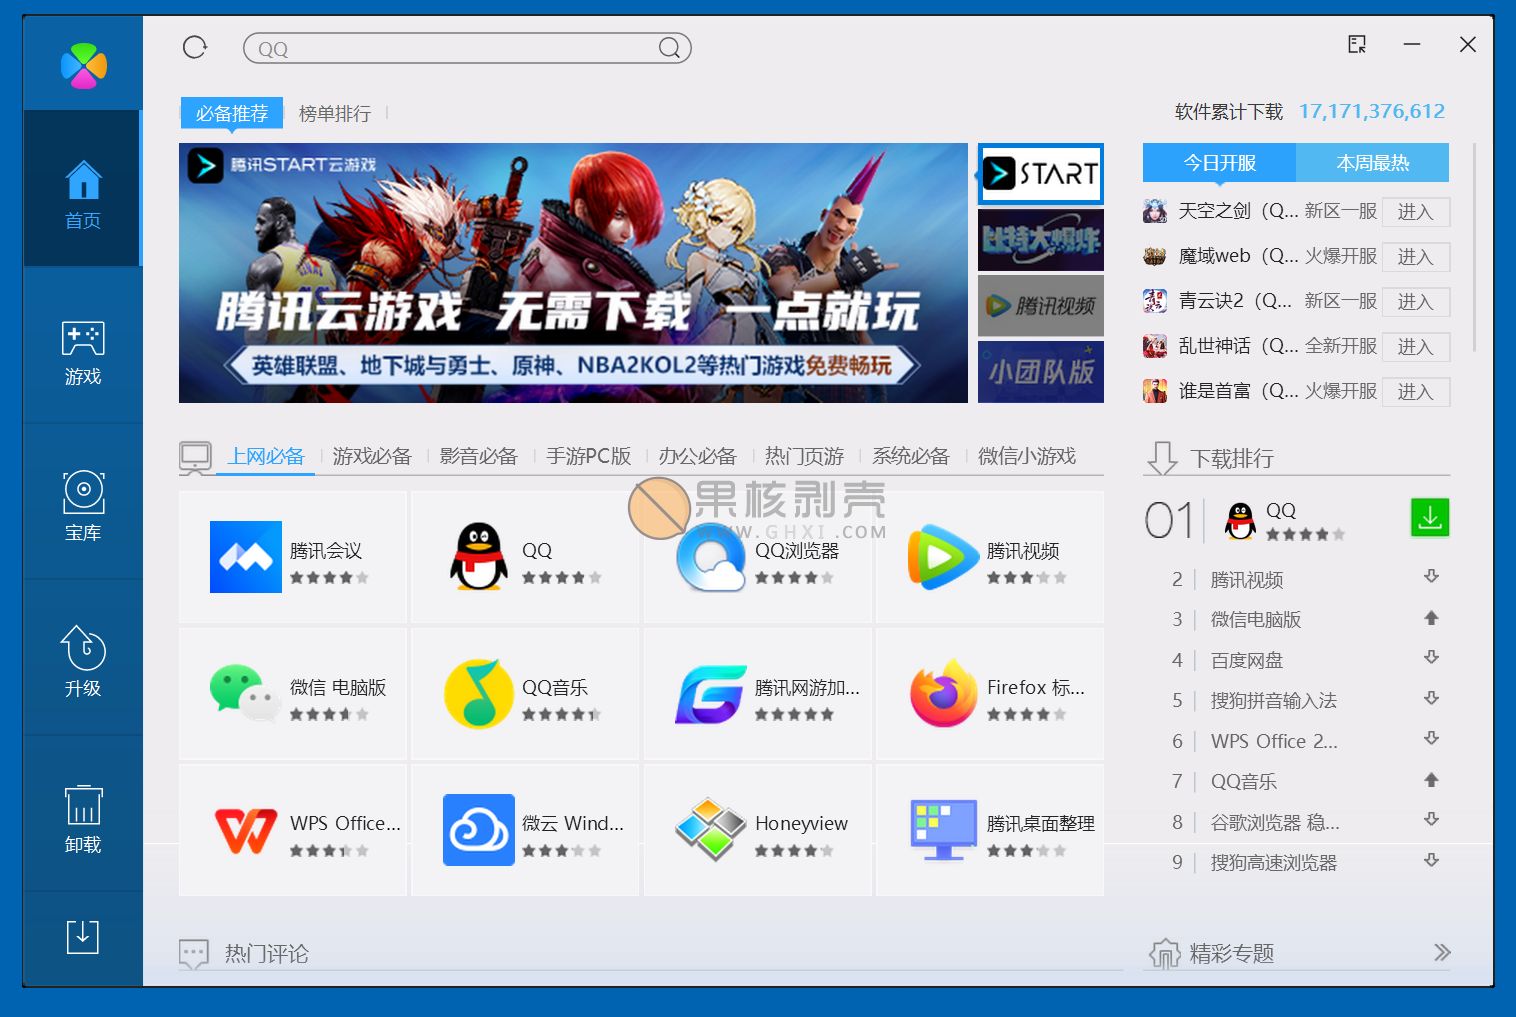 QQ
必备推荐
榜单排行
软件累计下载 17,171,376,612
腾讯START云游戏
腾讯云游戏 无需下载 一点就玩
英雄联盟、地下城与勇士、原神、NBA2KOL2等热门游戏免费畅玩
START
比特大爆炸
腾讯视频
小团队版
今日开服
本周最热
天空之剑（Q... 新区一服 进入
魔域web（Q... 火爆开服 进入
青云诀2（Q... 新区一服 进入
乱世神话（Q... 全新开服 进入
谁是首富（Q... 火爆开服 进入
首页
游戏
宝库
升级
卸载
上网必备 游戏必备 影音必备 手游PC版 办公必备 热门页游 系统必备 微信小游戏
果核剥壳
WWW.GHXI.COM
腾讯会议
QQ
QQ浏览器
腾讯视频
微信 电脑版
QQ音乐
腾讯网游加...
Firefox 标...
WPS Office...
微云 Wind...
Honeyview
腾讯桌面整理
下载排行
01 QQ
2 腾讯视频
3 微信电脑版
4 百度网盘
5 搜狗拼音输入法
6 WPS Office 2...
7 QQ音乐
8 谷歌浏览器 稳...
9 搜狗高速浏览器
热门评论
精彩专题